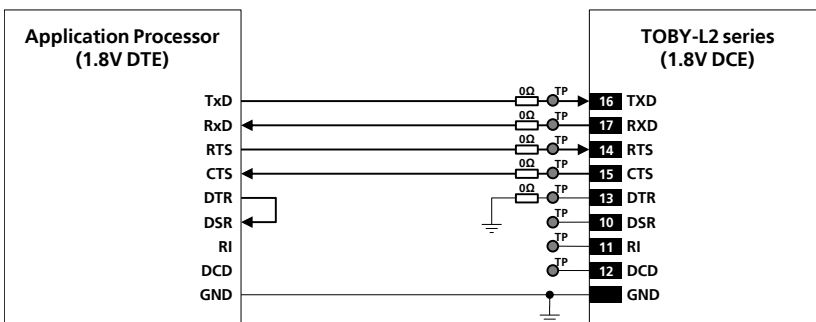 Application Processor
(1.8V DTE)
TOBY-L2 series
(1.8V DCE)
TxD 0Ω TP 16 TXD
RxD 0Ω TP 17 RXD
RTS 0Ω TP 14 RTS
CTS 0Ω TP 15 CTS
DTR 0Ω TP 13 DTR
DSR TP 10 DSR
RI TP 11 RI
DCD TP 12 DCD
GND GND